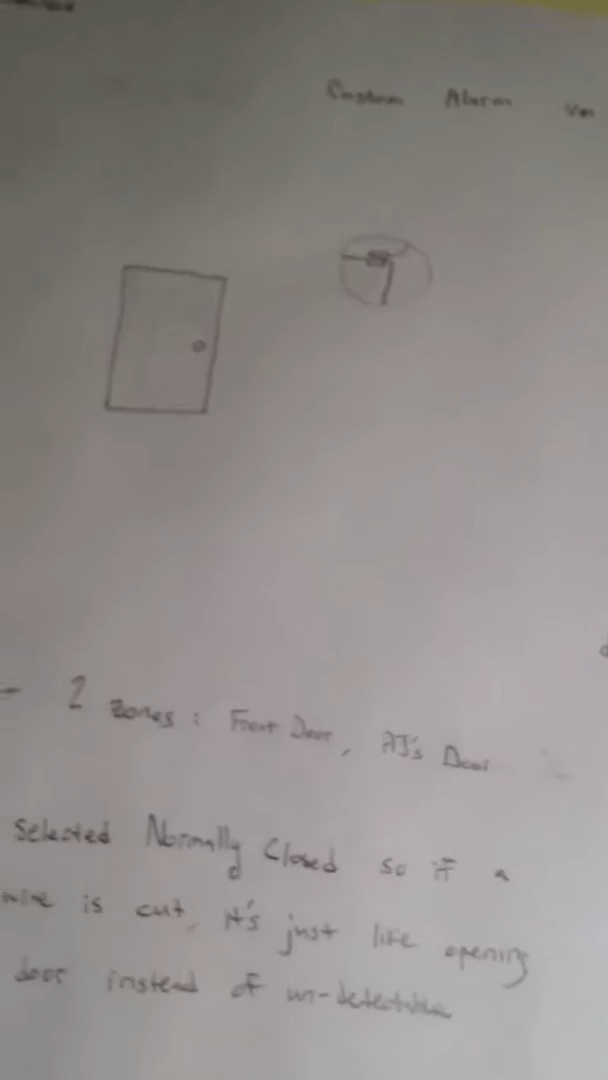 Custom Alarm
- 2 zones: Front Door, AJ's Door
selected Normally Closed so if a
wire is cut, it's just like opening
door instead of un-detectable